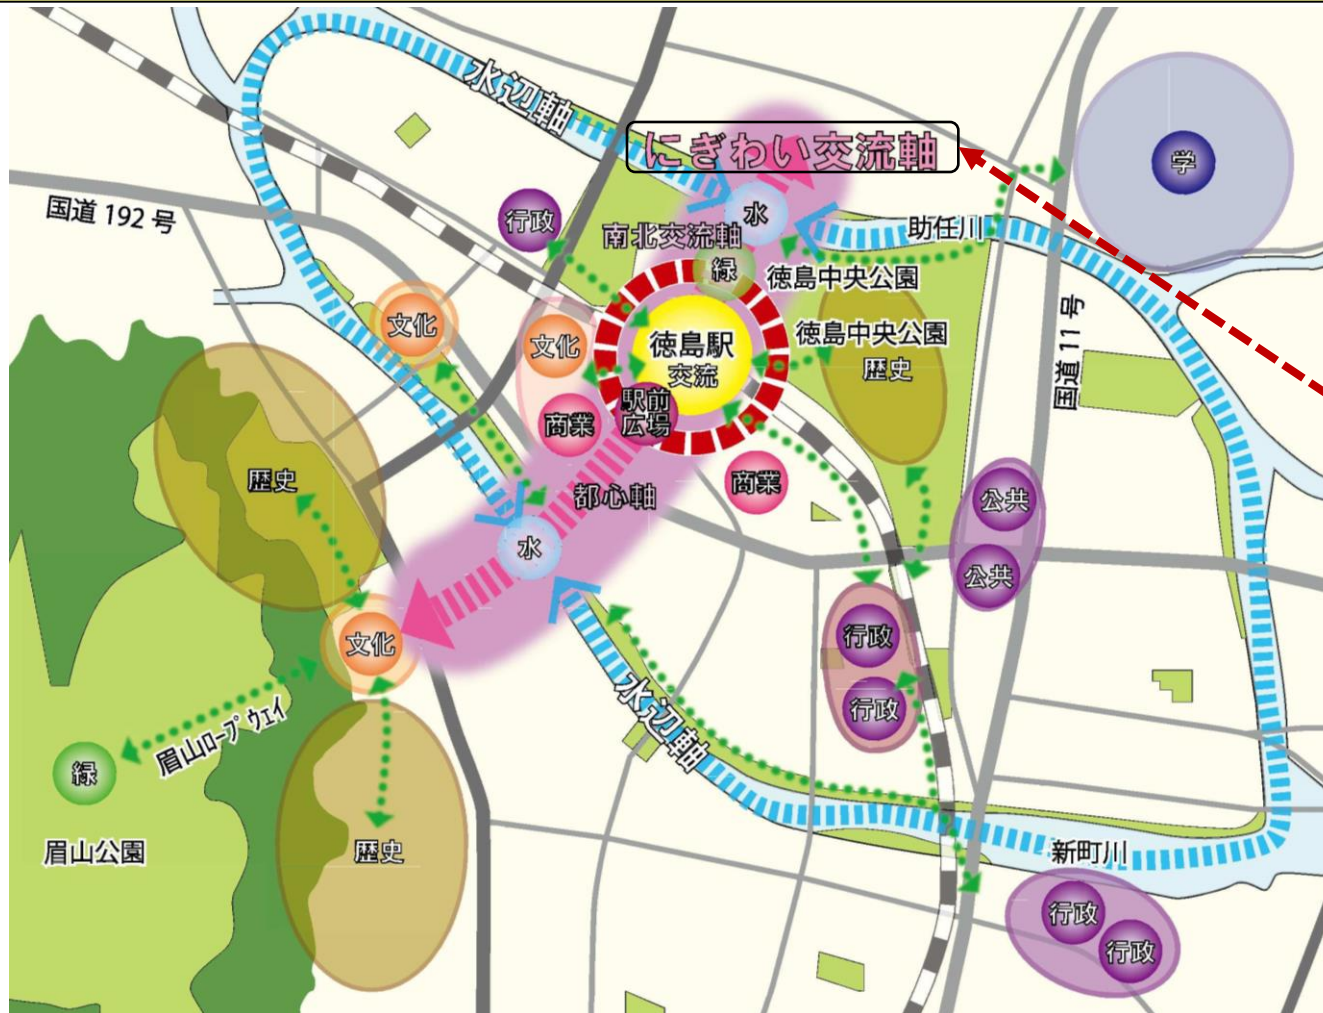 水辺軸
にぎわい交流軸
学
国道 192 号
行政
水
助任川
南北交流軸
緑
徳島中央公園
文化
文化
徳島駅
交流
徳島中央公園
歴史
国道 11 号
駅前
広場
商業
商業
歴史
都心軸
公共
水
公共
文化
行政
水辺軸
行政
眉山ロープウェイ
緑
眉山公園
歴史
新町川
行政
行政